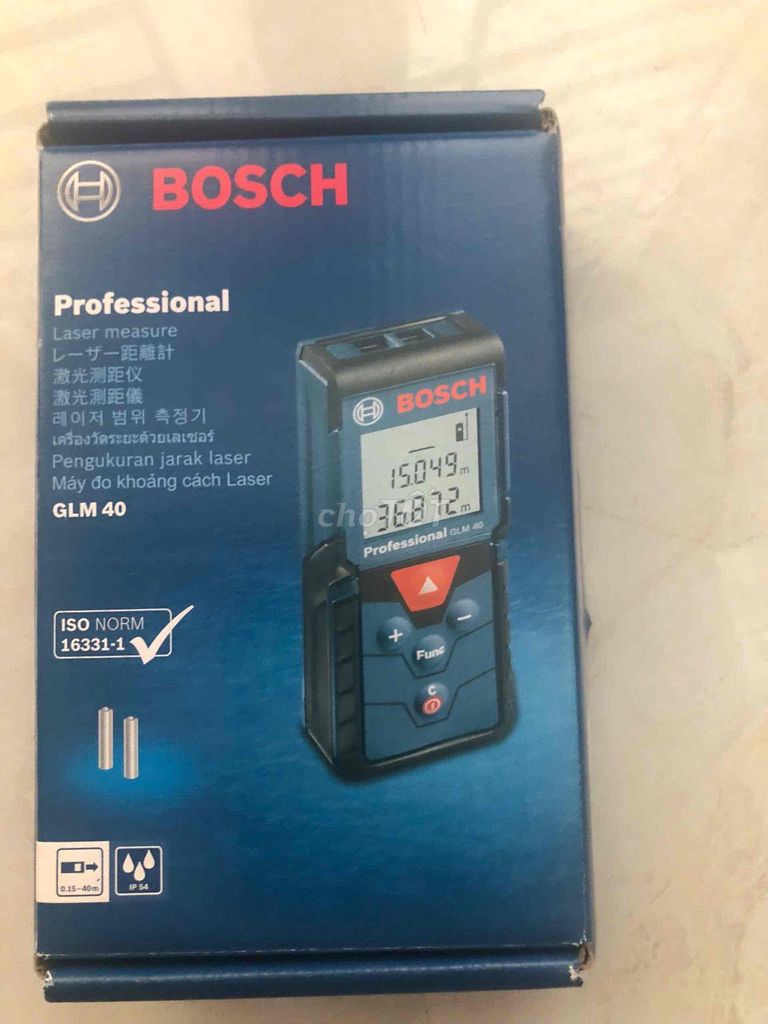 BOSCH
Professional
Laser measure
レーザー距離計
激光测距仪
激光測距儀
레이저 범위 측정기
เครื่องวัดระยะด้วยเลเซอร์
Pengukuran jarak laser
Máy đo khoảng cách Laser
GLM 40
BOSCH
15.049 m
36.872 m
Professional GLM 40
choTỐT
+
−
Func
C
ISO NORM
16331-1
0,15–40 m
IP 54